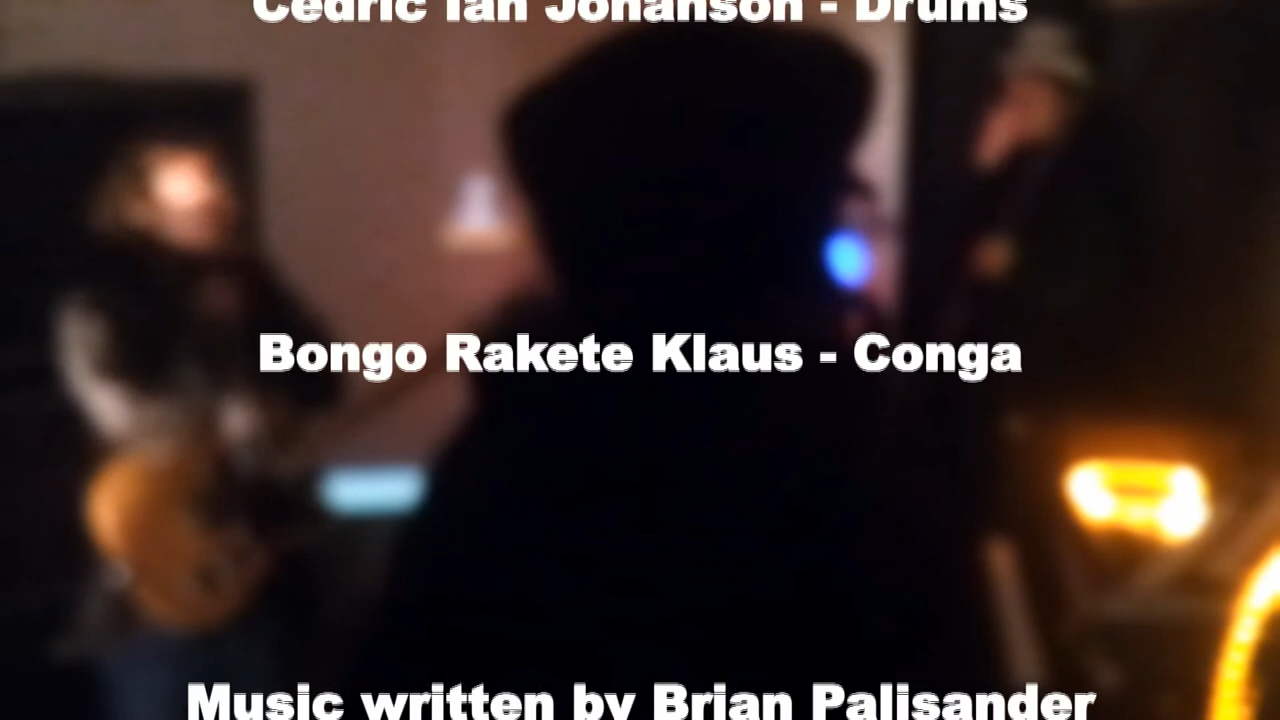 Cedric Ian Johanson - Drums
Bongo Rakete Klaus - Conga
Music written by Brian Palisander